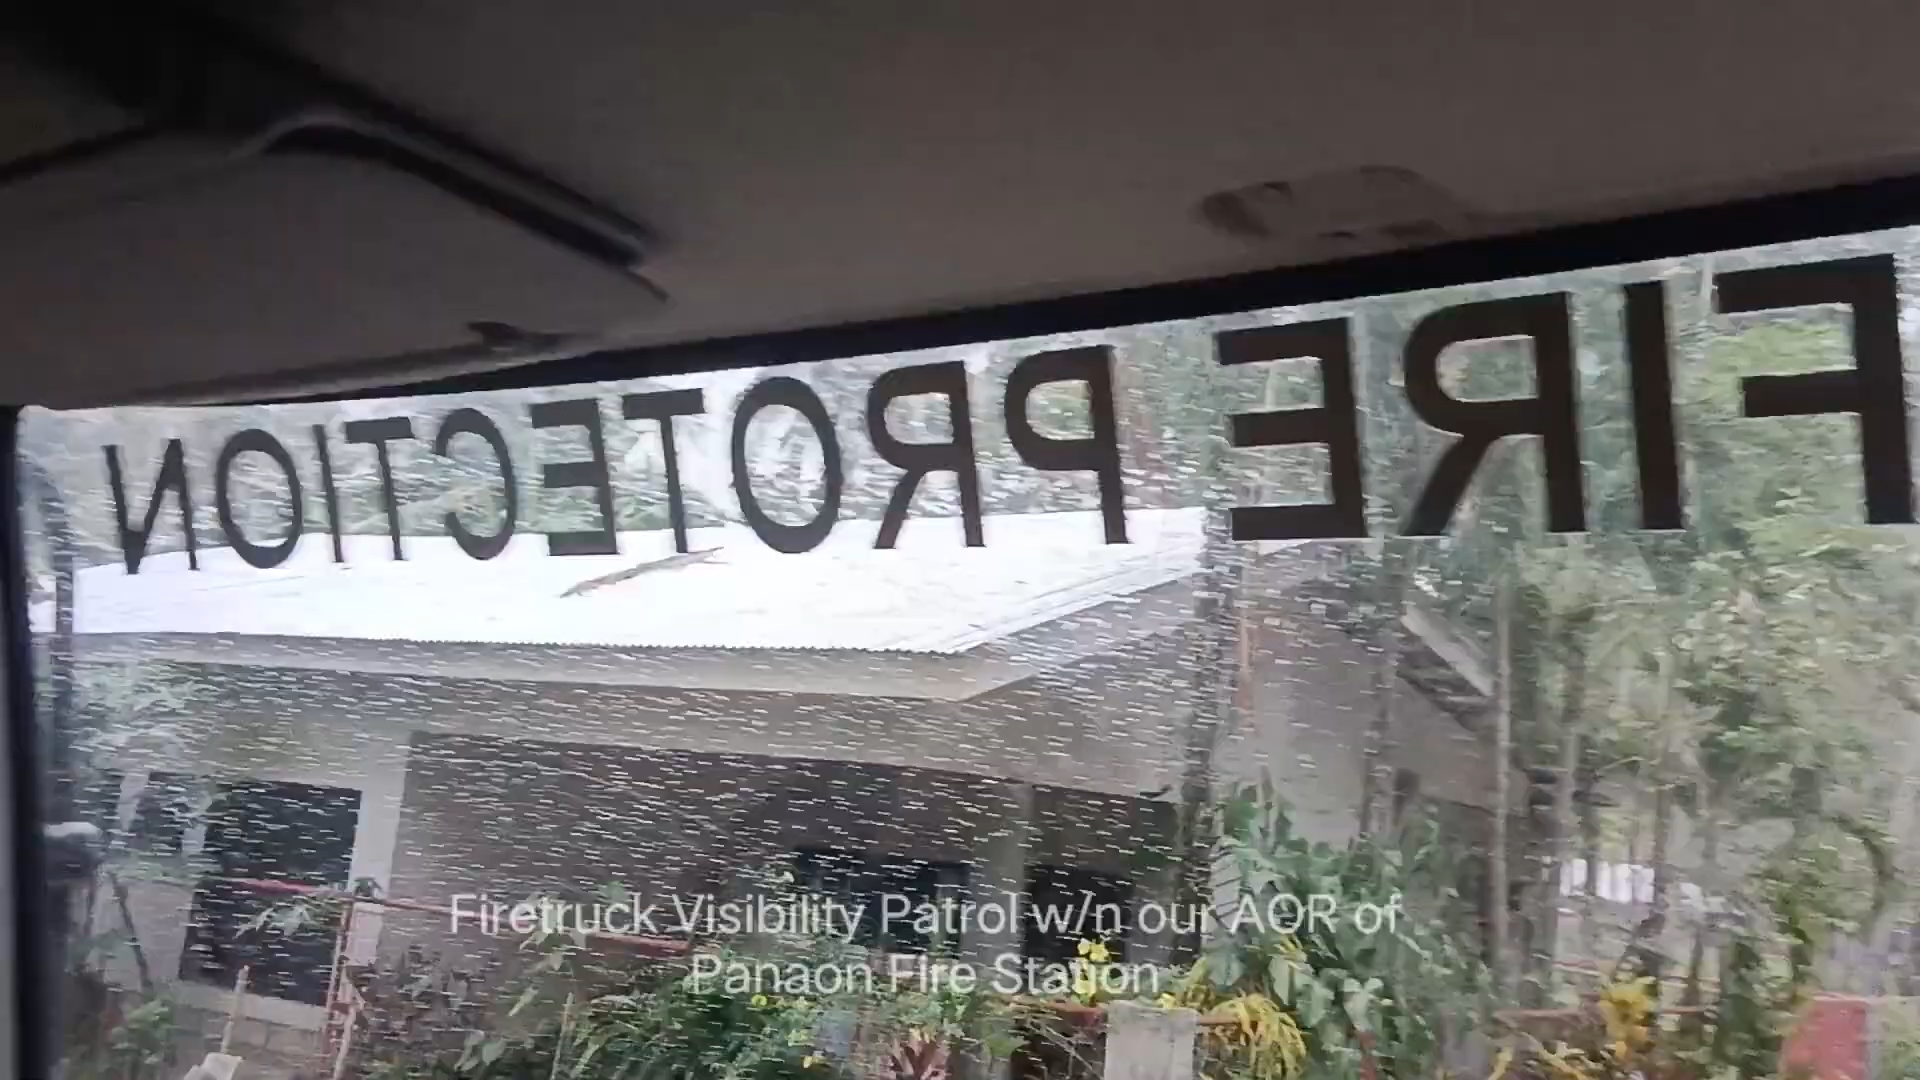 FIRE PROTECTION
Firetruck Visibility Patrol w/n our AOR of
Panaon Fire Station